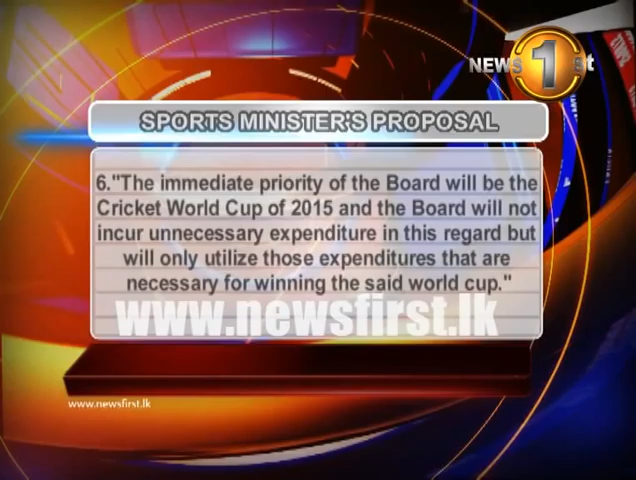 NEWS 1st
SPORTS MINISTER'S PROPOSAL
6."The immediate priority of the Board will be the
Cricket World Cup of 2015 and the Board will not
incur unnecessary expenditure in this regard but
will only utilize those expenditures that are
necessary for winning the said world cup."
www.newsfirst.lk
www.newsfirst.lk